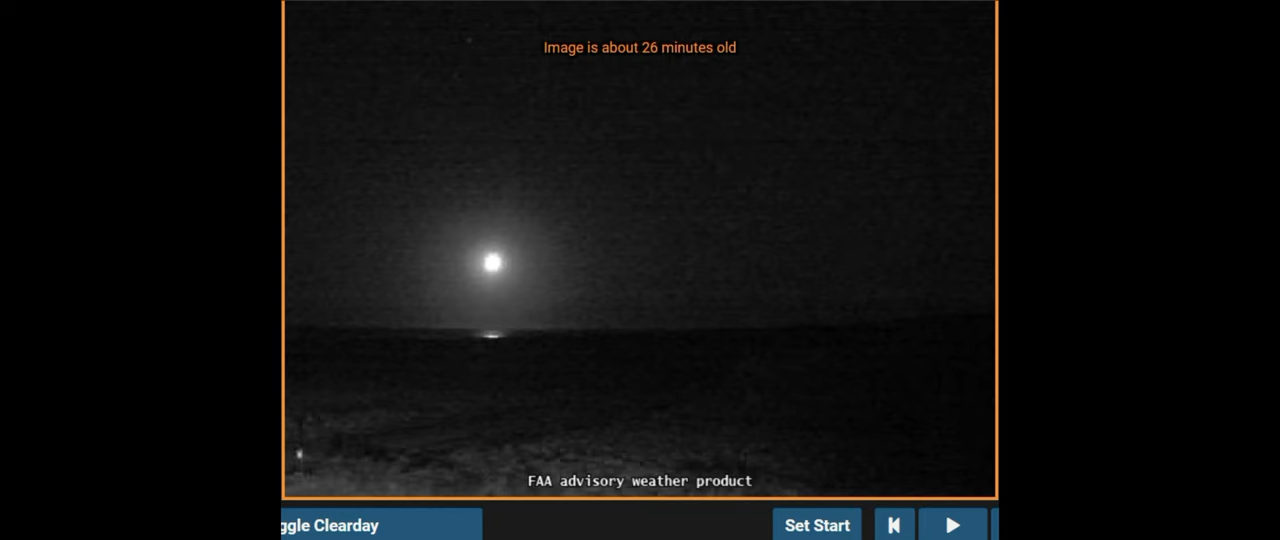 Image is about 26 minutes old
FAA advisory weather product
ggle Clearday
Set Start